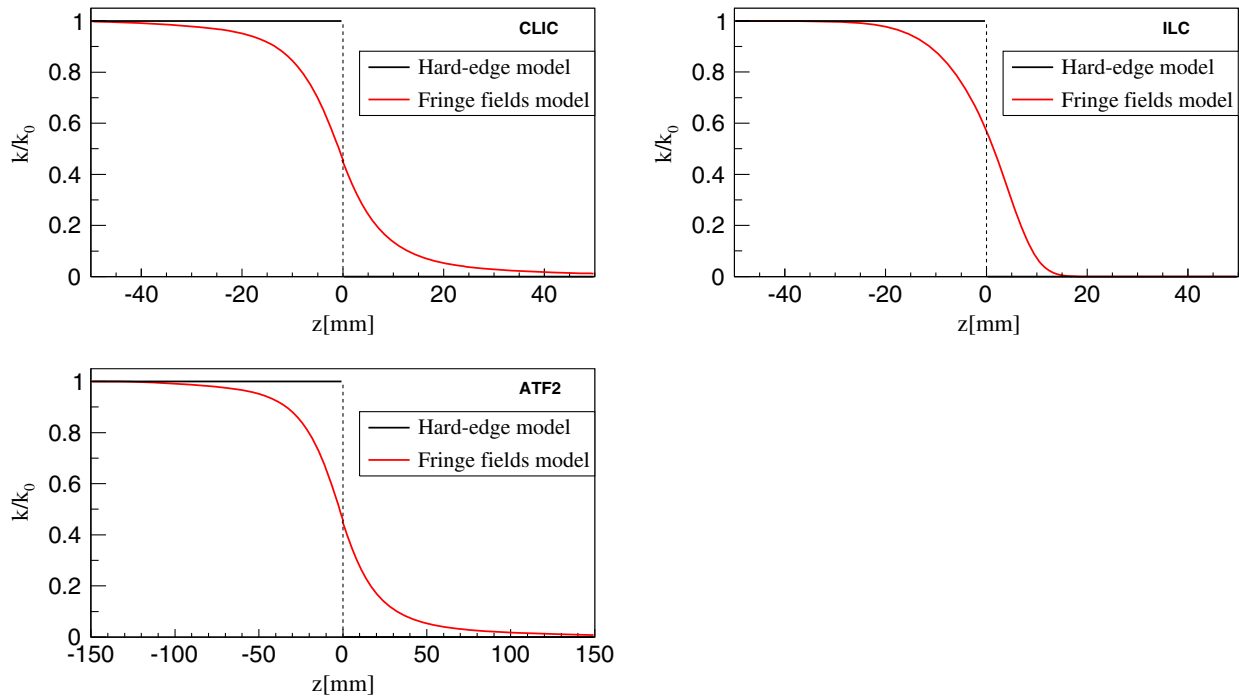 CLIC
Hard-edge model
Fringe fields model
k/k0
1
0.8
0.6
0.4
0.2
0
-40 -20 0 20 40
z[mm]
ILC
Hard-edge model
Fringe fields model
k/k0
1
0.8
0.6
0.4
0.2
0
-40 -20 0 20 40
z[mm]
ATF2
Hard-edge model
Fringe fields model
k/k0
1
0.8
0.6
0.4
0.2
0
-150 -100 -50 0 50 100 150
z[mm]